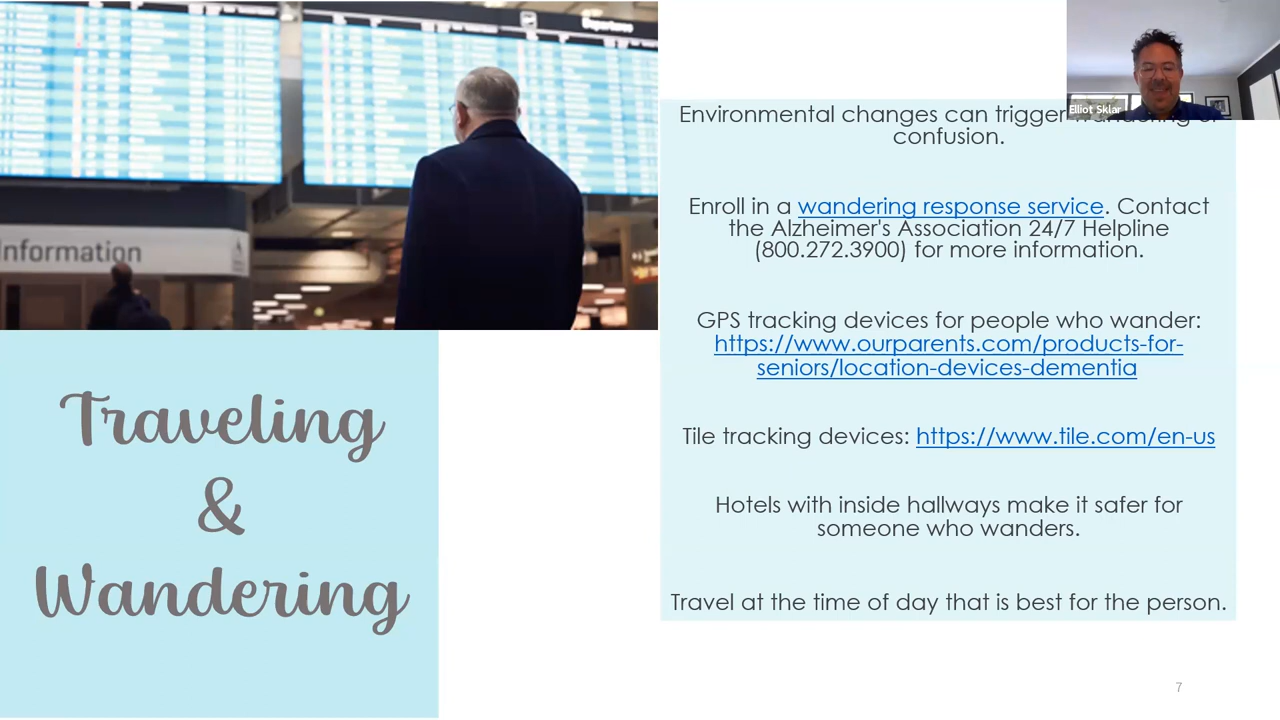 Departures
Information
Elliot Sklar
Environmental changes can trigger wandering or
confusion.
Enroll in a wandering response service. Contact
the Alzheimer's Association 24/7 Helpline
(800.272.3900) for more information.
GPS tracking devices for people who wander:
https://www.ourparents.com/products-for-
seniors/location-devices-dementia
Tile tracking devices: https://www.tile.com/en-us
Hotels with inside hallways make it safer for
someone who wanders.
Travel at the time of day that is best for the person.
Traveling
&
Wandering
7